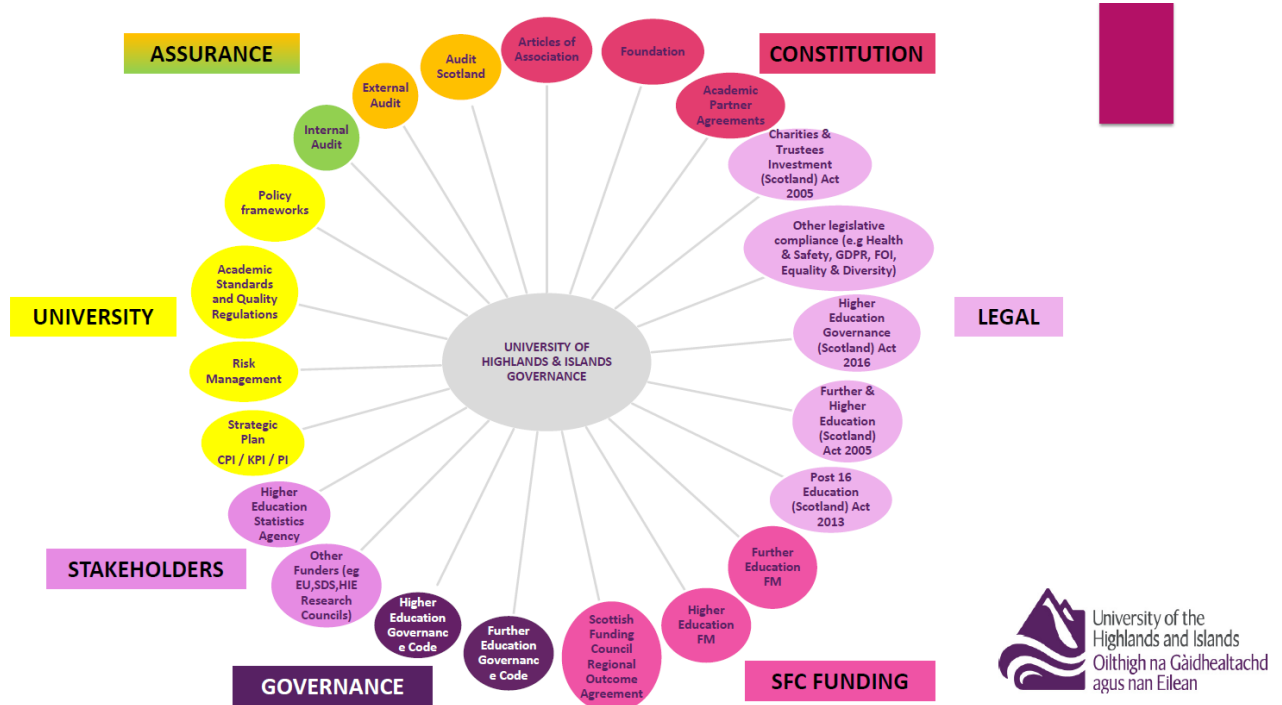 ASSURANCE
Audit
Scotland
Articles of
Association
Foundation
CONSTITUTION
External
Audit
Academic
Partner
Agreements
Internal
Audit
Charities &
Trustees
Investment
(Scotland) Act
2005
Policy
frameworks
Other legislative
compliance (e.g Health
& Safety, GDPR, FOI,
Equality & Diversity)
Academic
Standards
and Quality
Regulations
UNIVERSITY
Higher
Education
Governance
(Scotland) Act
2016
LEGAL
UNIVERSITY OF
HIGHLANDS & ISLANDS
GOVERNANCE
Risk
Management
Further &
Higher
Education
(Scotland)
Act 2005
Strategic
Plan
CPI / KPI / PI
Post 16
Education
(Scotland) Act
2013
Higher
Education
Statistics
Agency
STAKEHOLDERS
Other
Funders (eg
EU,SDS,HIE
Research
Councils)
Further
Education
FM
Higher
Education
Governanc
e Code
Further
Education
Governanc
e Code
Scottish
Funding
Council
Regional
Outcome
Agreement
Higher
Education
FM
GOVERNANCE
SFC FUNDING
University of the
Highlands and Islands
Oilthigh na Gàidhealtachd
agus nan Eilean